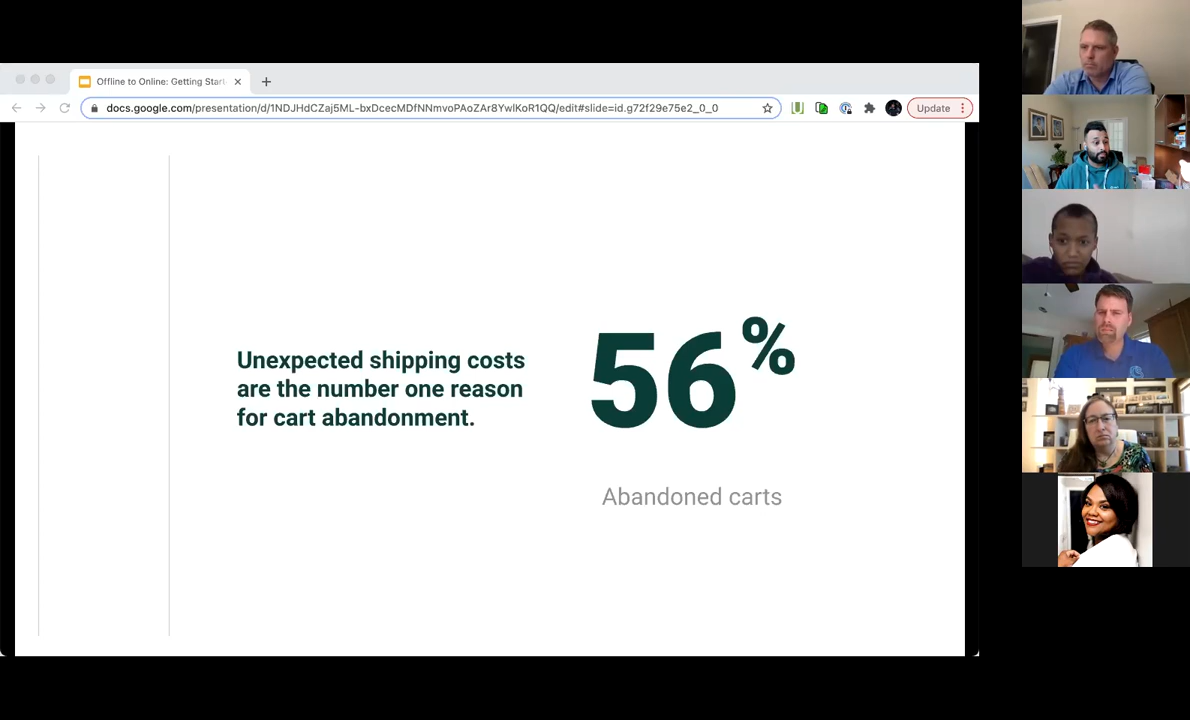 Offline to Online: Getting Star
docs.google.com/presentation/d/1NDJHdCZaj5ML-bxDcecMDfNNmvoPAoZAr8YwlKoR1QQ/edit#slide=id.g72f29e75e2_0_0
Update
Unexpected shipping costs
are the number one reason
for cart abandonment.
56%
Abandoned carts